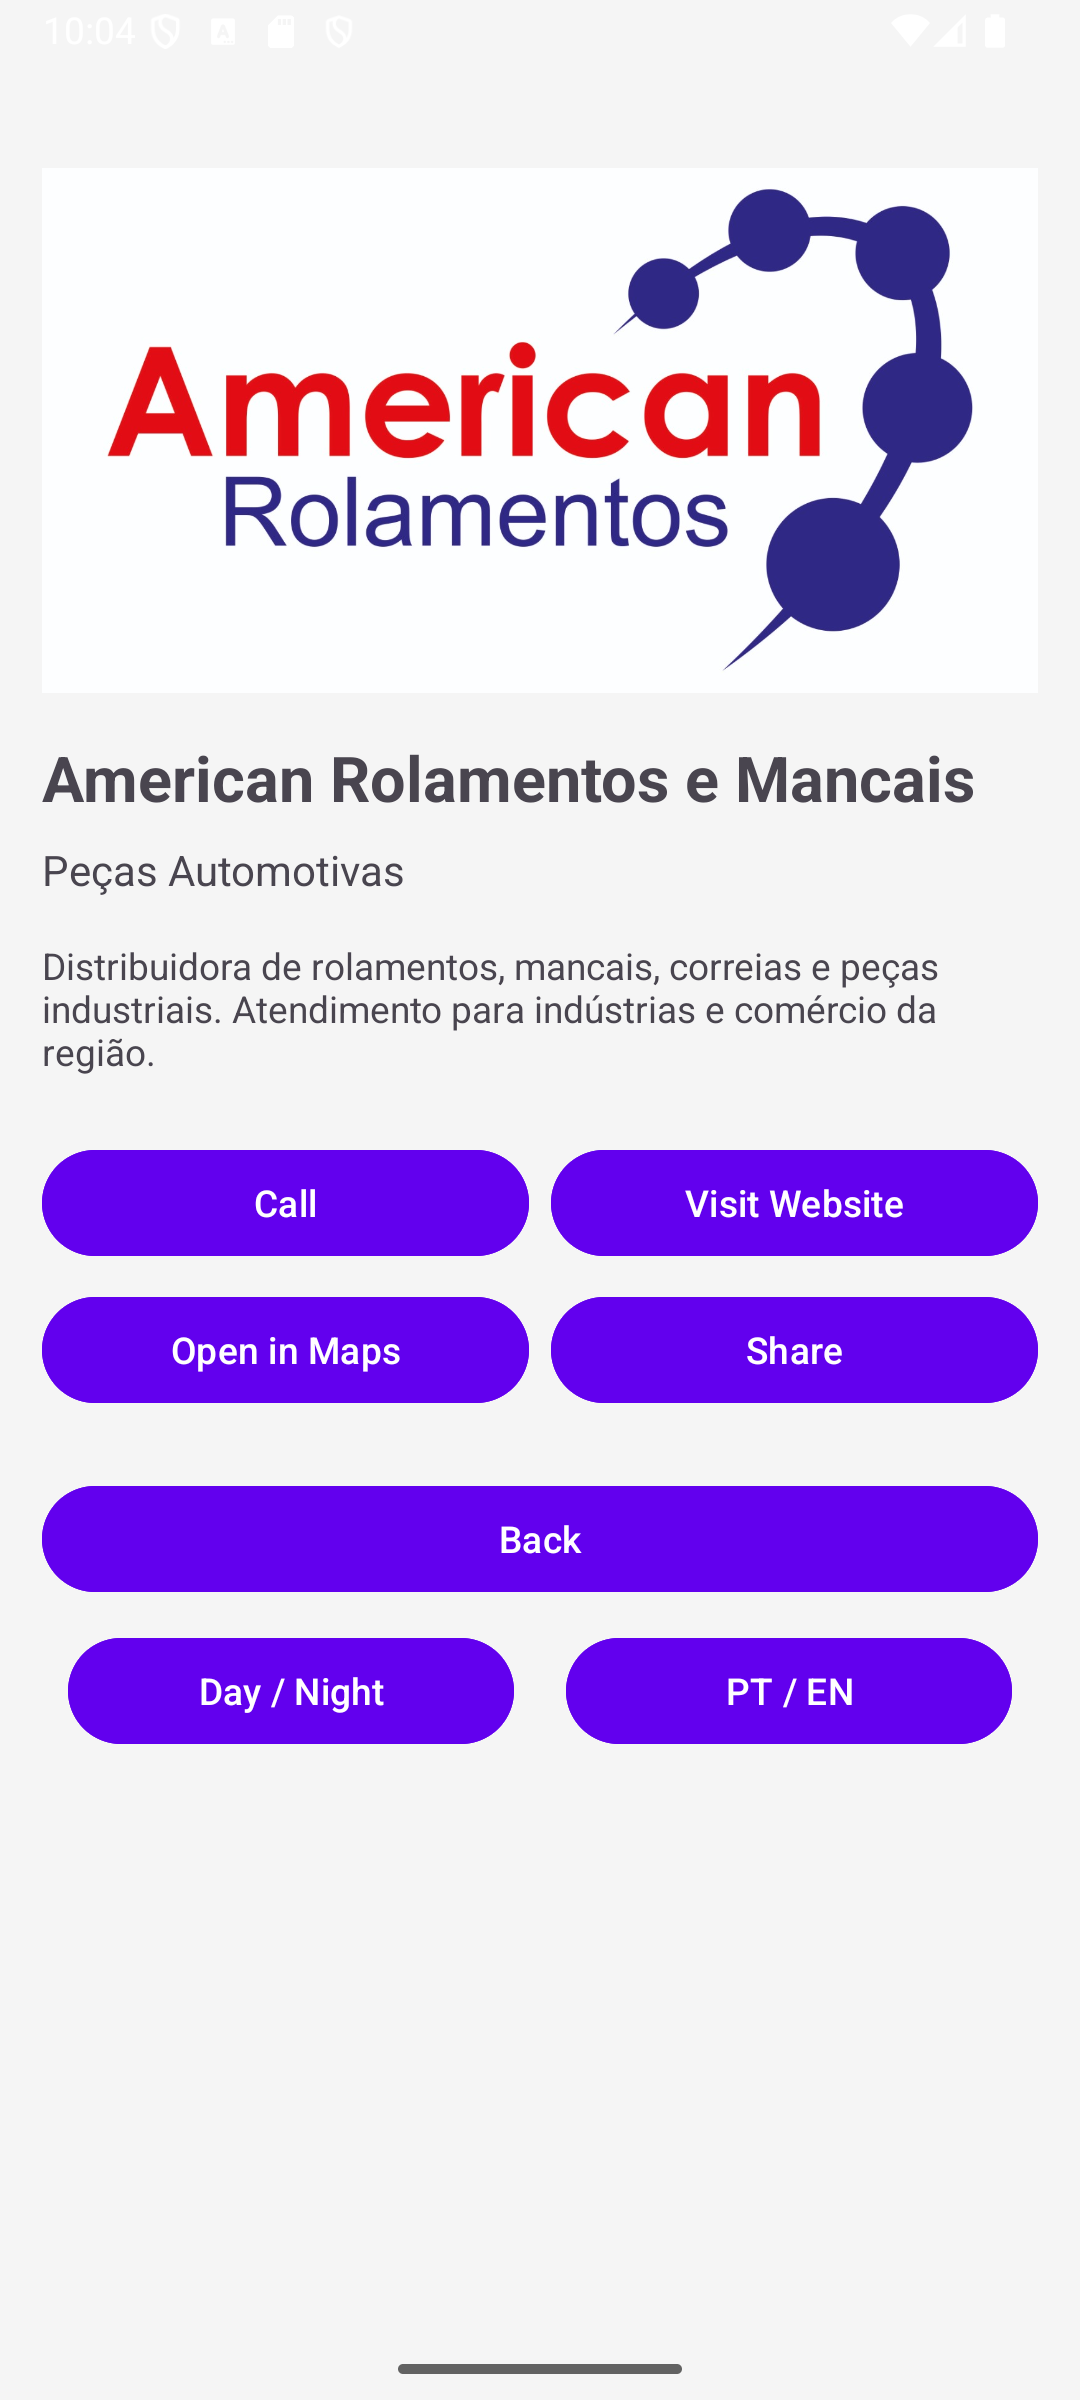 10:04
American
Rolamentos
American Rolamentos e Mancais
Peças Automotivas
Distribuidora de rolamentos, mancais, correias e peças
industriais. Atendimento para indústrias e comércio da
região.
Call
Visit Website
Open in Maps
Share
Back
Day / Night
PT / EN